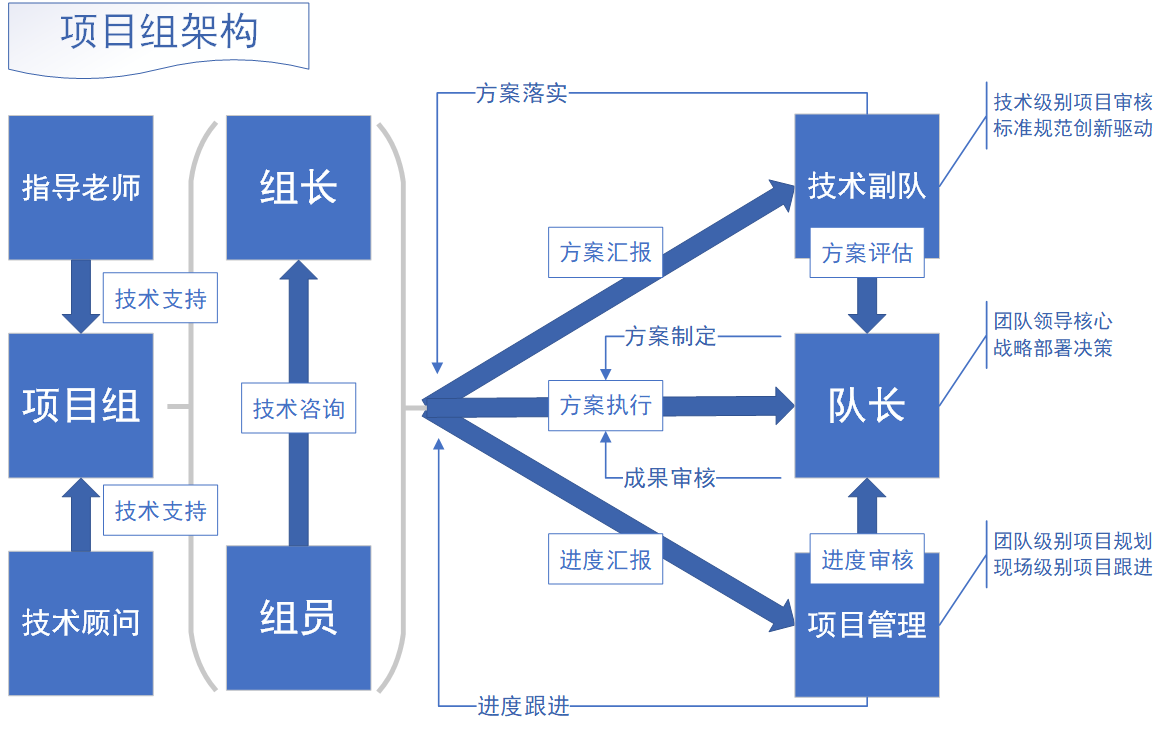 项目组架构
方案落实
技术级别项目审核
标准规范创新驱动
指导老师
组长
技术副队
方案汇报
方案评估
技术支持
方案制定
团队领导核心
战略部署决策
项目组
技术咨询
方案执行
队长
成果审核
技术支持
进度汇报
进度审核
团队级别项目规划
现场级别项目跟进
技术顾问
组员
项目管理
进度跟进